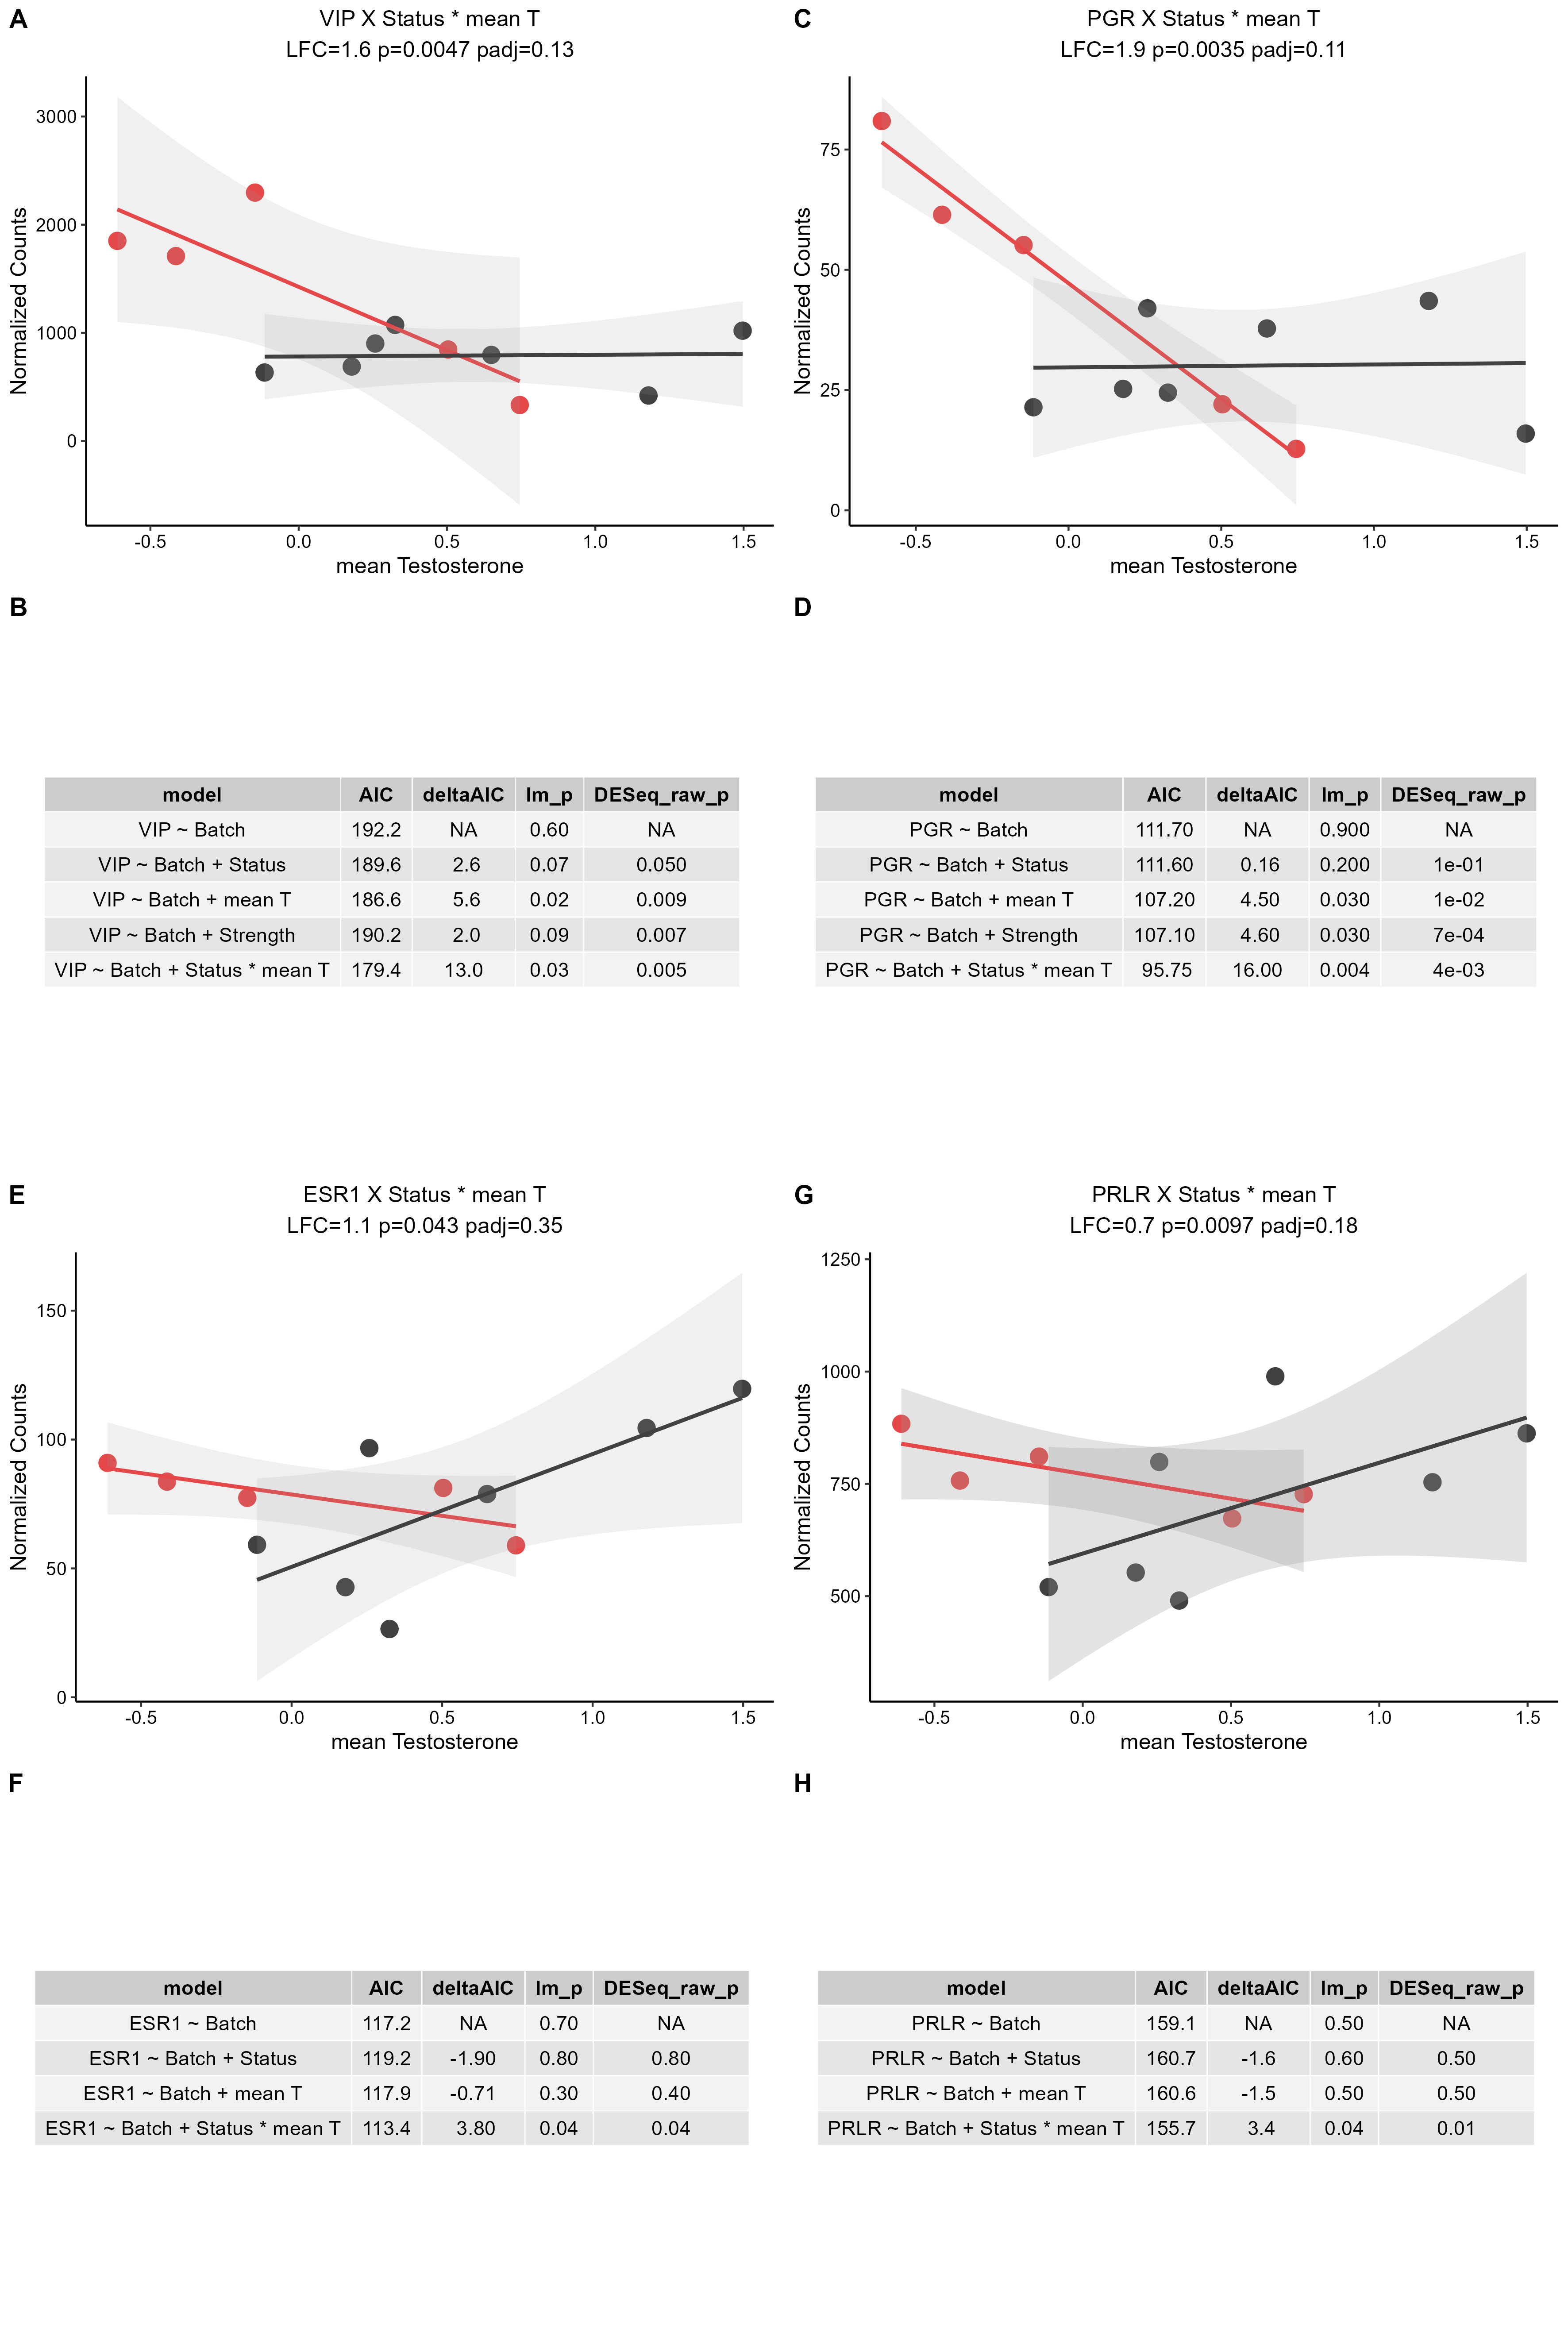 A
VIP X Status * mean T
LFC=1.6 p=0.0047 padj=0.13
Normalized Counts
3000
2000
1000
0
-0.5 0.0 0.5 1.0 1.5
mean Testosterone
C
PGR X Status * mean T
LFC=1.9 p=0.0035 padj=0.11
Normalized Counts
75
50
25
0
-0.5 0.0 0.5 1.0 1.5
mean Testosterone
B
model AIC deltaAIC lm_p DESeq_raw_p
VIP ~ Batch 192.2 NA 0.60 NA
VIP ~ Batch + Status 189.6 2.6 0.07 0.050
VIP ~ Batch + mean T 186.6 5.6 0.02 0.009
VIP ~ Batch + Strength 190.2 2.0 0.09 0.007
VIP ~ Batch + Status * mean T 179.4 13.0 0.03 0.005
D
model AIC deltaAIC lm_p DESeq_raw_p
PGR ~ Batch 111.70 NA 0.900 NA
PGR ~ Batch + Status 111.60 0.16 0.200 1e-01
PGR ~ Batch + mean T 107.20 4.50 0.030 1e-02
PGR ~ Batch + Strength 107.10 4.60 0.030 7e-04
PGR ~ Batch + Status * mean T 95.75 16.00 0.004 4e-03
E
ESR1 X Status * mean T
LFC=1.1 p=0.043 padj=0.35
Normalized Counts
150
100
50
0
-0.5 0.0 0.5 1.0 1.5
mean Testosterone
G
PRLR X Status * mean T
LFC=0.7 p=0.0097 padj=0.18
Normalized Counts
1250
1000
750
500
-0.5 0.0 0.5 1.0 1.5
mean Testosterone
F
model AIC deltaAIC lm_p DESeq_raw_p
ESR1 ~ Batch 117.2 NA 0.70 NA
ESR1 ~ Batch + Status 119.2 -1.90 0.80 0.80
ESR1 ~ Batch + mean T 117.9 -0.71 0.30 0.40
ESR1 ~ Batch + Status * mean T 113.4 3.80 0.04 0.04
H
model AIC deltaAIC lm_p DESeq_raw_p
PRLR ~ Batch 159.1 NA 0.50 NA
PRLR ~ Batch + Status 160.7 -1.6 0.60 0.50
PRLR ~ Batch + mean T 160.6 -1.5 0.50 0.50
PRLR ~ Batch + Status * mean T 155.7 3.4 0.04 0.01